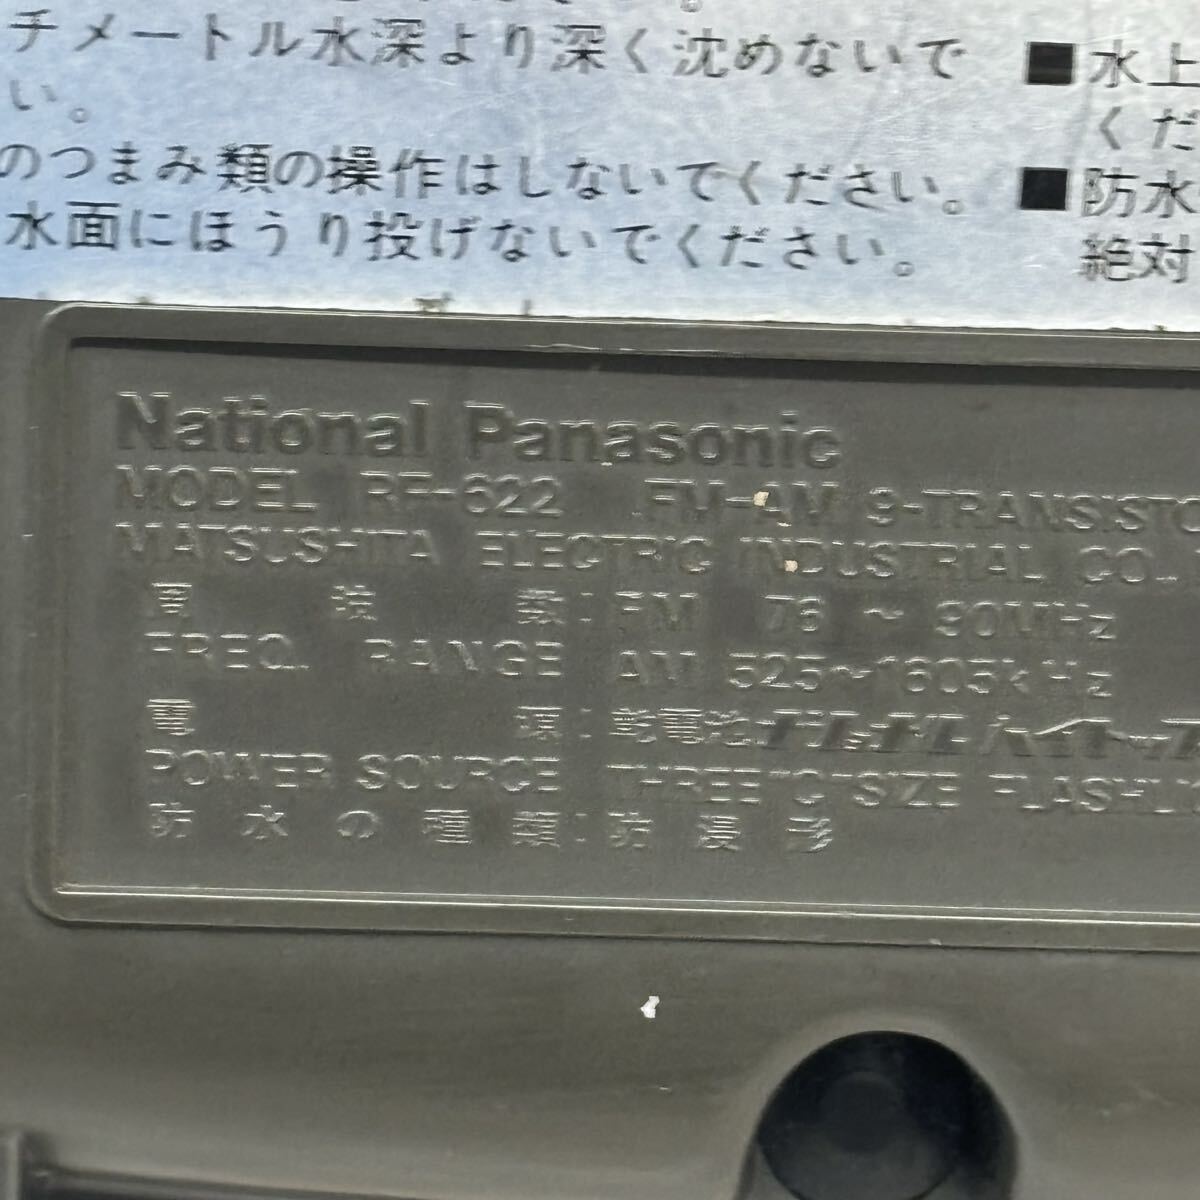 チメートル水深より深く沈めないで
い。
のつまみ類の操作はしないでください。
水面にほうり投げないでください。
■水上
くだ
■防水
絶対
National Panasonic
MODEL RF-622 FM-AM 9-TRANSISTO
MATSUSHITA ELECTRIC INDUSTRIAL CO.,
周波数：FM 76～90MHz
FREQ. RANGE AM 525～1605kHz
電源：乾電池
POWER SOURCE THREE "C" SIZE FLASHLIG
防水の種類：防浸形